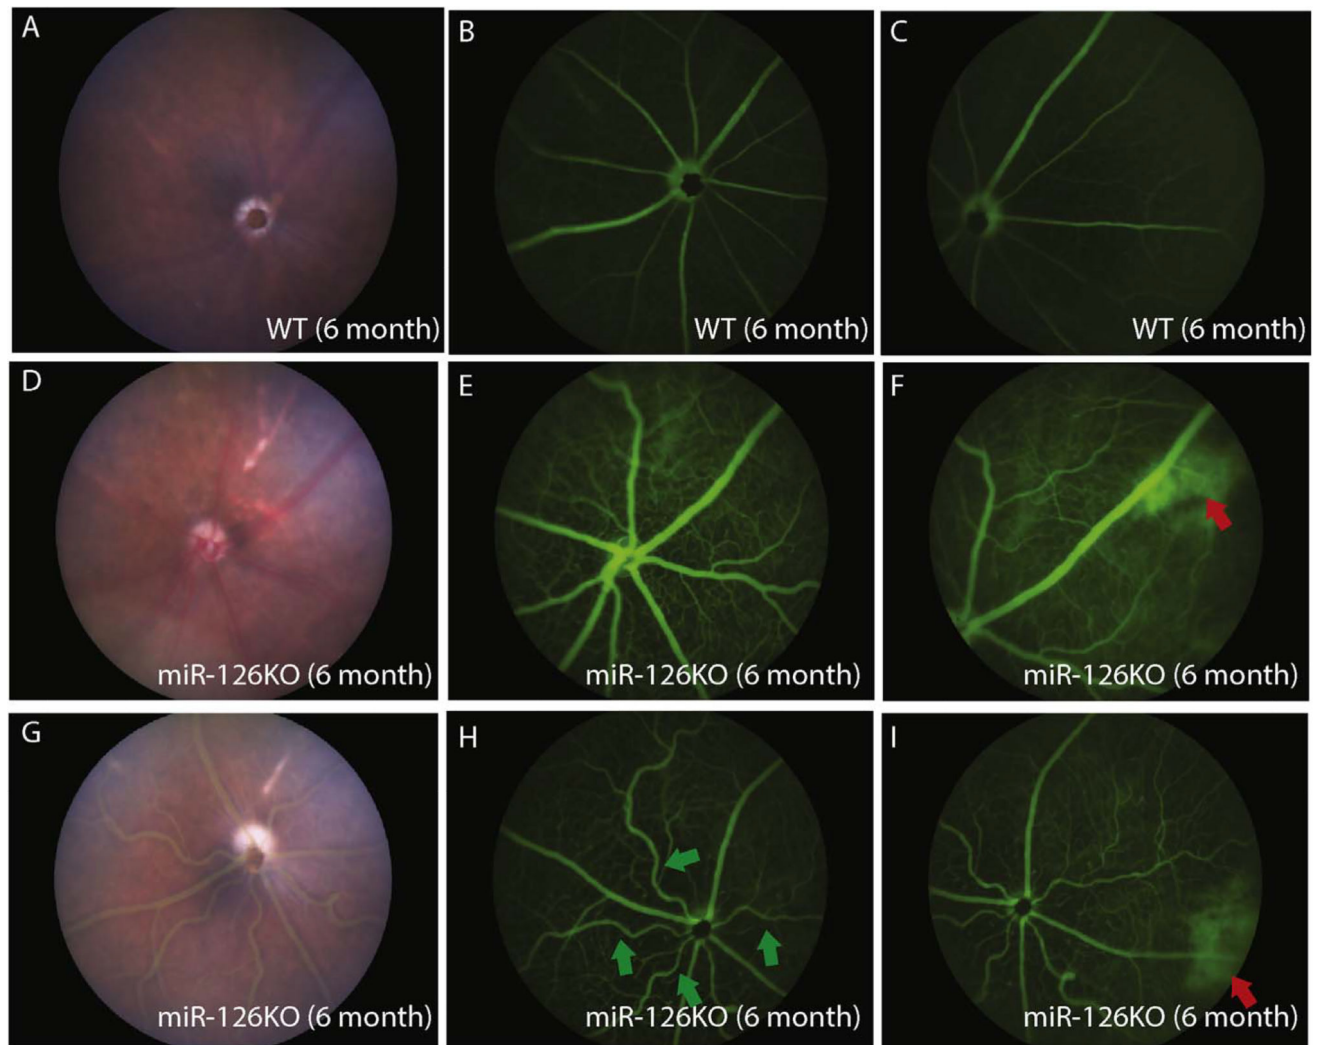 A
WT (6 month)
B
WT (6 month)
C
WT (6 month)
D
miR-126KO (6 month)
E
miR-126KO (6 month)
F
miR-126KO (6 month)
G
miR-126KO (6 month)
H
miR-126KO (6 month)
I
miR-126KO (6 month)